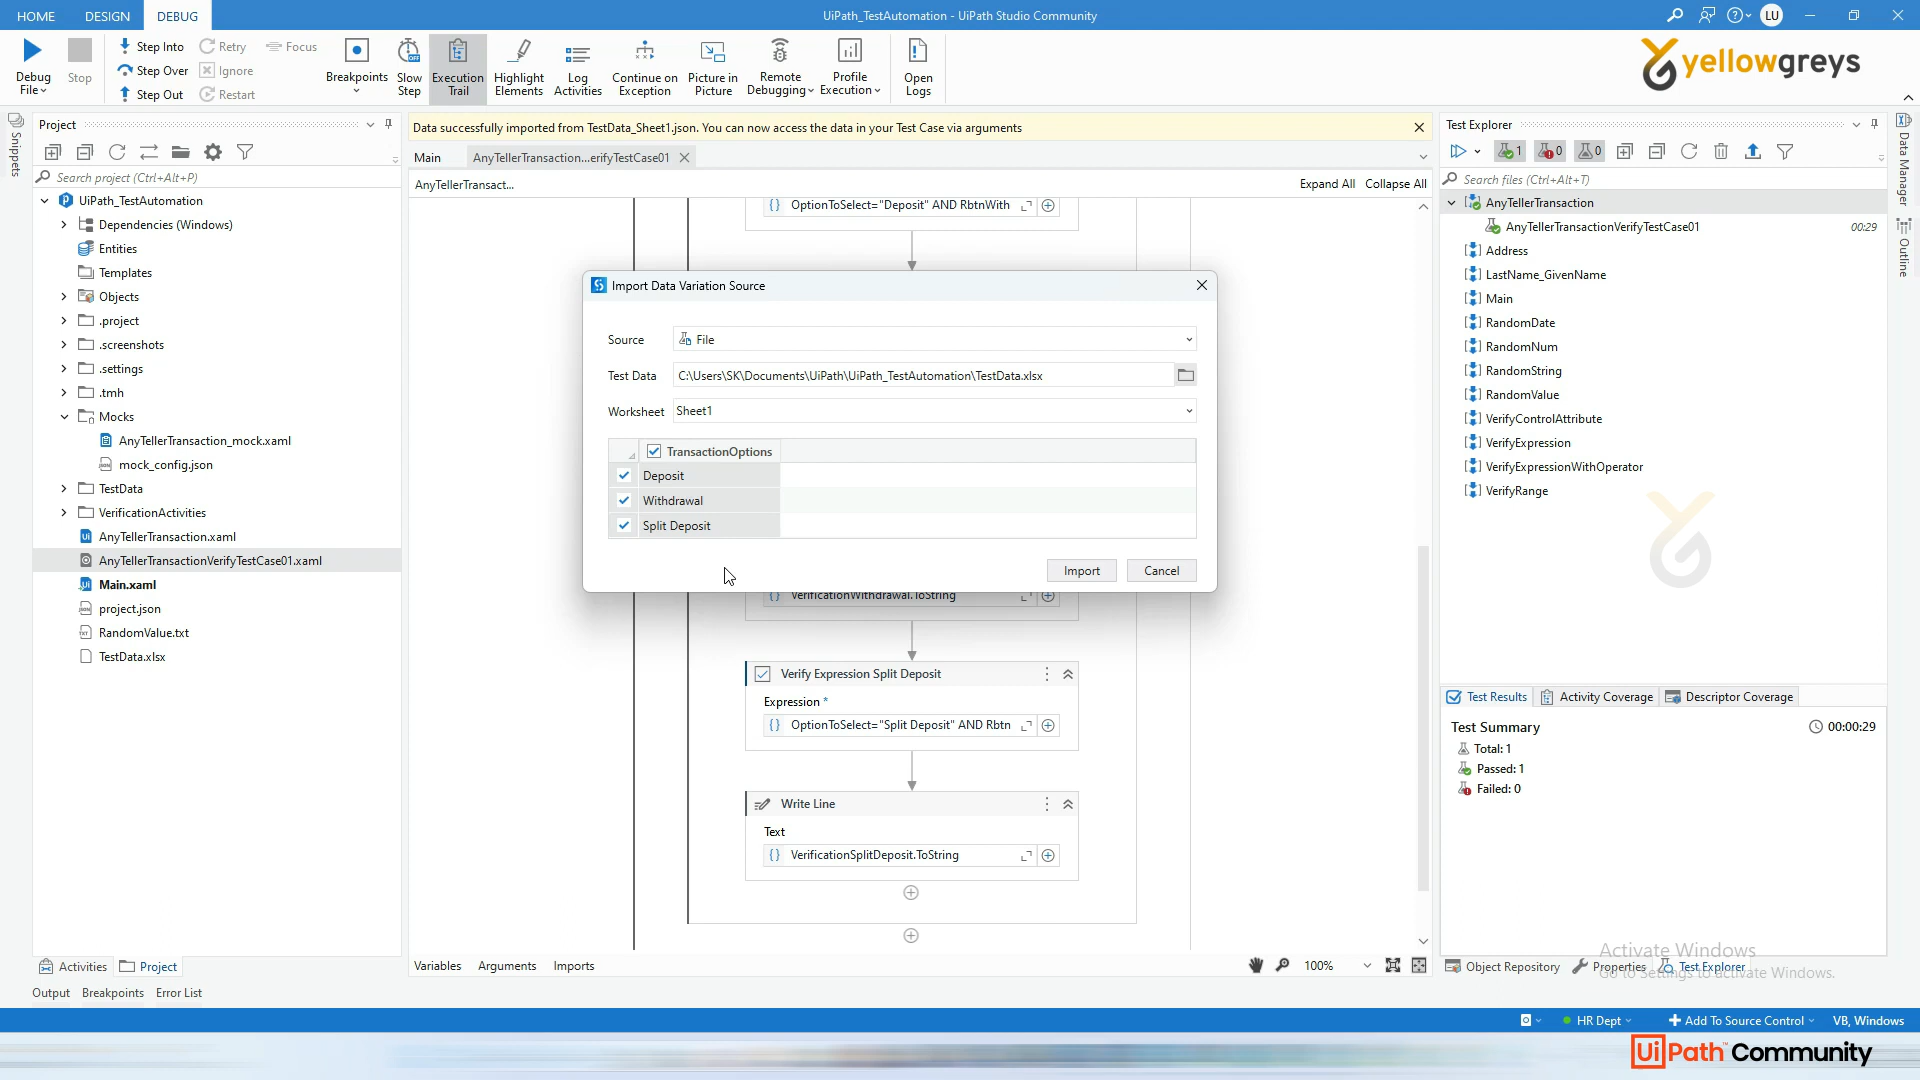 HOME DESIGN DEBUG UiPath_TestAutomation - UiPath Studio Community LU
Debug File Stop Step Into Step Over Step Out Retry Ignore Restart Focus Breakpoints Slow Step Execution Trail Highlight Elements Log Activities Continue on Exception Picture in Picture Remote Debugging Profile Execution Open Logs
yellowgreys
Snippets
Project
Search project (Ctrl+Alt+P)
UiPath_TestAutomation
Dependencies (Windows)
Entities
Templates
Objects
.project
.screenshots
.settings
.tmh
Mocks
AnyTellerTransaction_mock.xaml
mock_config.json
TestData
VerificationActivities
AnyTellerTransaction.xaml
AnyTellerTransactionVerifyTestCase01.xaml
Main.xaml
project.json
RandomValue.txt
TestData.xlsx
Activities Project
Data successfully imported from TestData_Sheet1.json. You can now access the data in your Test Case via arguments
Main AnyTellerTransaction...erifyTestCase01
AnyTellerTransact... Expand All Collapse All
OptionToSelect="Deposit" AND RbtnWith
Import Data Variation Source
Source File
Test Data C:\Users\SK\Documents\UiPath\UiPath_TestAutomation\TestData.xlsx
Worksheet Sheet1
TransactionOptions
Deposit
Withdrawal
Split Deposit
Import Cancel
VerificationWithdrawal.ToString
Verify Expression Split Deposit
Expression *
OptionToSelect="Split Deposit" AND Rbtn
Write Line
Text
VerificationSplitDeposit.ToString
Variables Arguments Imports 100%
Test Explorer
1 0 0
Search files (Ctrl+Alt+T)
AnyTellerTransaction
AnyTellerTransactionVerifyTestCase01 00:29
Address
LastName_GivenName
Main
RandomDate
RandomNum
RandomString
RandomValue
VerifyControlAttribute
VerifyExpression
VerifyExpressionWithOperator
VerifyRange
Test Results Activity Coverage Descriptor Coverage
Test Summary 00:00:29
Total: 1
Passed: 1
Failed: 0
Activate Windows
Go to Settings to activate Windows.
Object Repository Properties Test Explorer
Data Manager
Outline
Output Breakpoints Error List
HR Dept Add To Source Control VB, Windows
UiPath™ Community